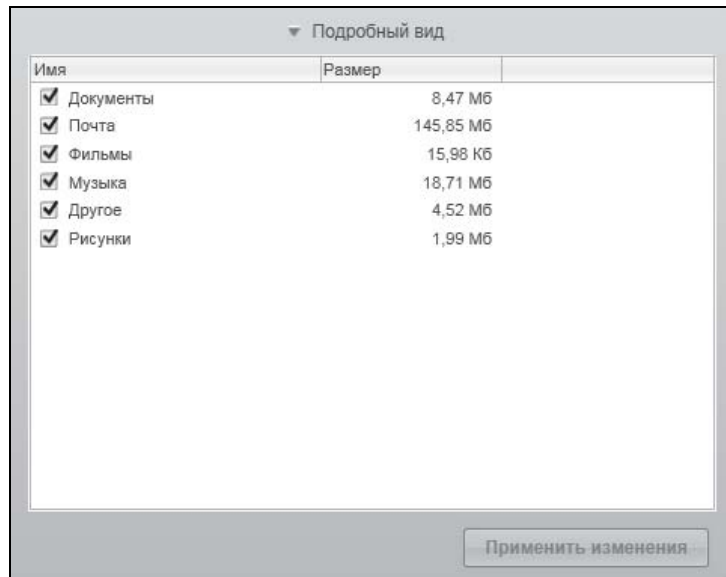 Подробный вид
Имя Размер
Документы 8,47 Мб
Почта 145,85 Мб
Фильмы 15,98 Кб
Музыка 18,71 Мб
Другое 4,52 Мб
Рисунки 1,99 Мб
Применить изменения